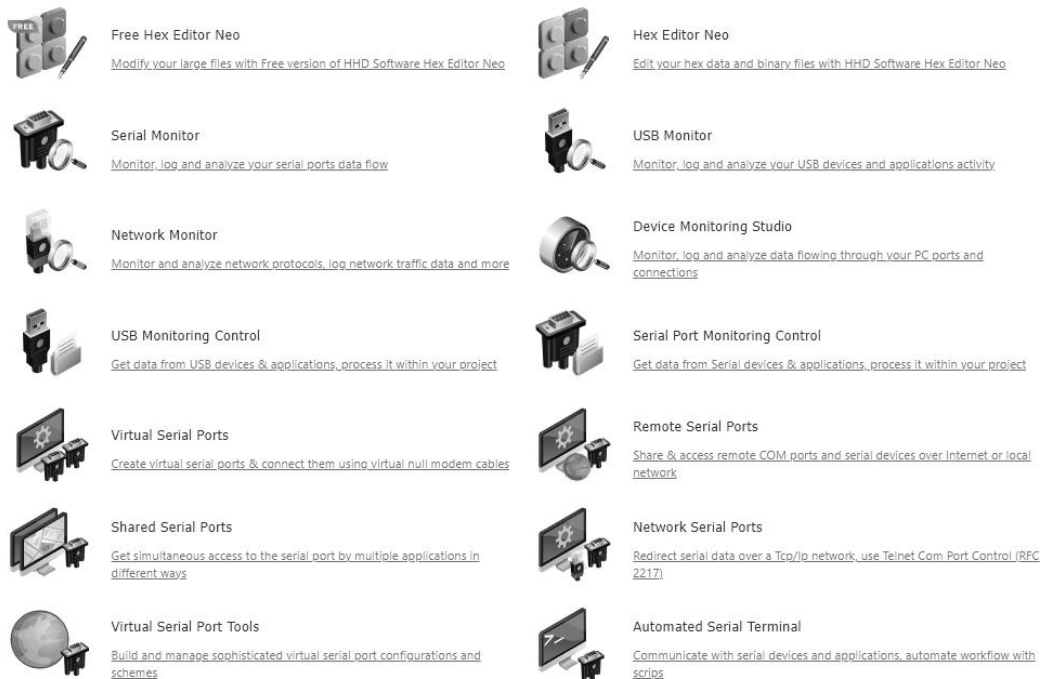 FREE
Free Hex Editor Neo
Modify your large files with Free version of HHD Software Hex Editor Neo
Hex Editor Neo
Edit your hex data and binary files with HHD Software Hex Editor Neo
Serial Monitor
Monitor, log and analyze your serial ports data flow
USB Monitor
Monitor, log and analyze your USB devices and applications activity
Network Monitor
Monitor and analyze network protocols, log network traffic data and more
Device Monitoring Studio
Monitor, log and analyze data flowing through your PC ports and
connections
USB Monitoring Control
Get data from USB devices & applications, process it within your project
Serial Port Monitoring Control
Get data from Serial devices & applications, process it within your project
Virtual Serial Ports
Create virtual serial ports & connect them using virtual null modem cables
Remote Serial Ports
Share & access remote COM ports and serial devices over Internet or local
network
Shared Serial Ports
Get simultaneous access to the serial port by multiple applications in
different ways
Network Serial Ports
Redirect serial data over a Tcp/Ip network, use Telnet Com Port Control (RFC
2217)
Virtual Serial Port Tools
Build and manage sophisticated virtual serial port configurations and
schemes
Automated Serial Terminal
Communicate with serial devices and applications, automate workflow with
scrips